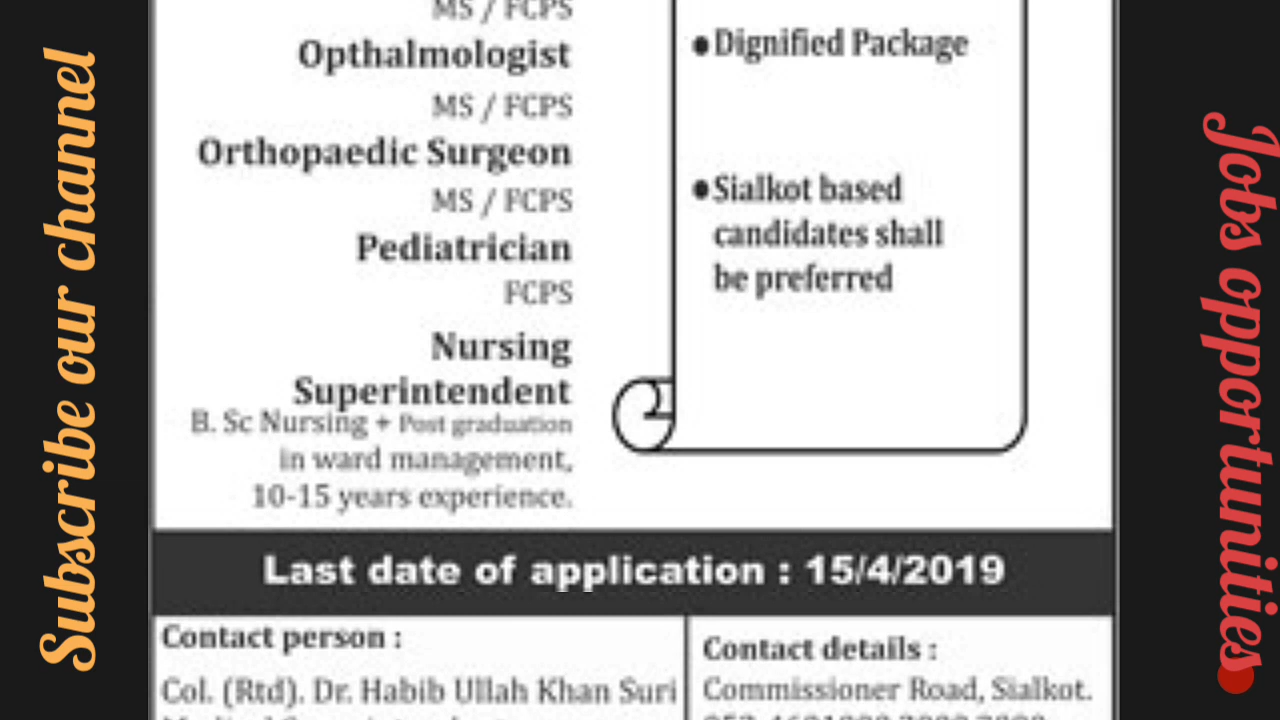 Subscribe our channel
MS / FCPS
Opthalmologist
MS / FCPS
Orthopaedic Surgeon
MS / FCPS
Pediatrician
FCPS
Nursing
Superintendent
B. Sc Nursing + Post graduation
in ward management,
10-15 years experience.
●Dignified Package
●Sialkot based
candidates shall
be preferred
Last date of application : 15/4/2019
Contact person :
Col. (Rtd). Dr. Habib Ullah Khan Suri
Contact details :
Commissioner Road, Sialkot.
Jobs opportunities